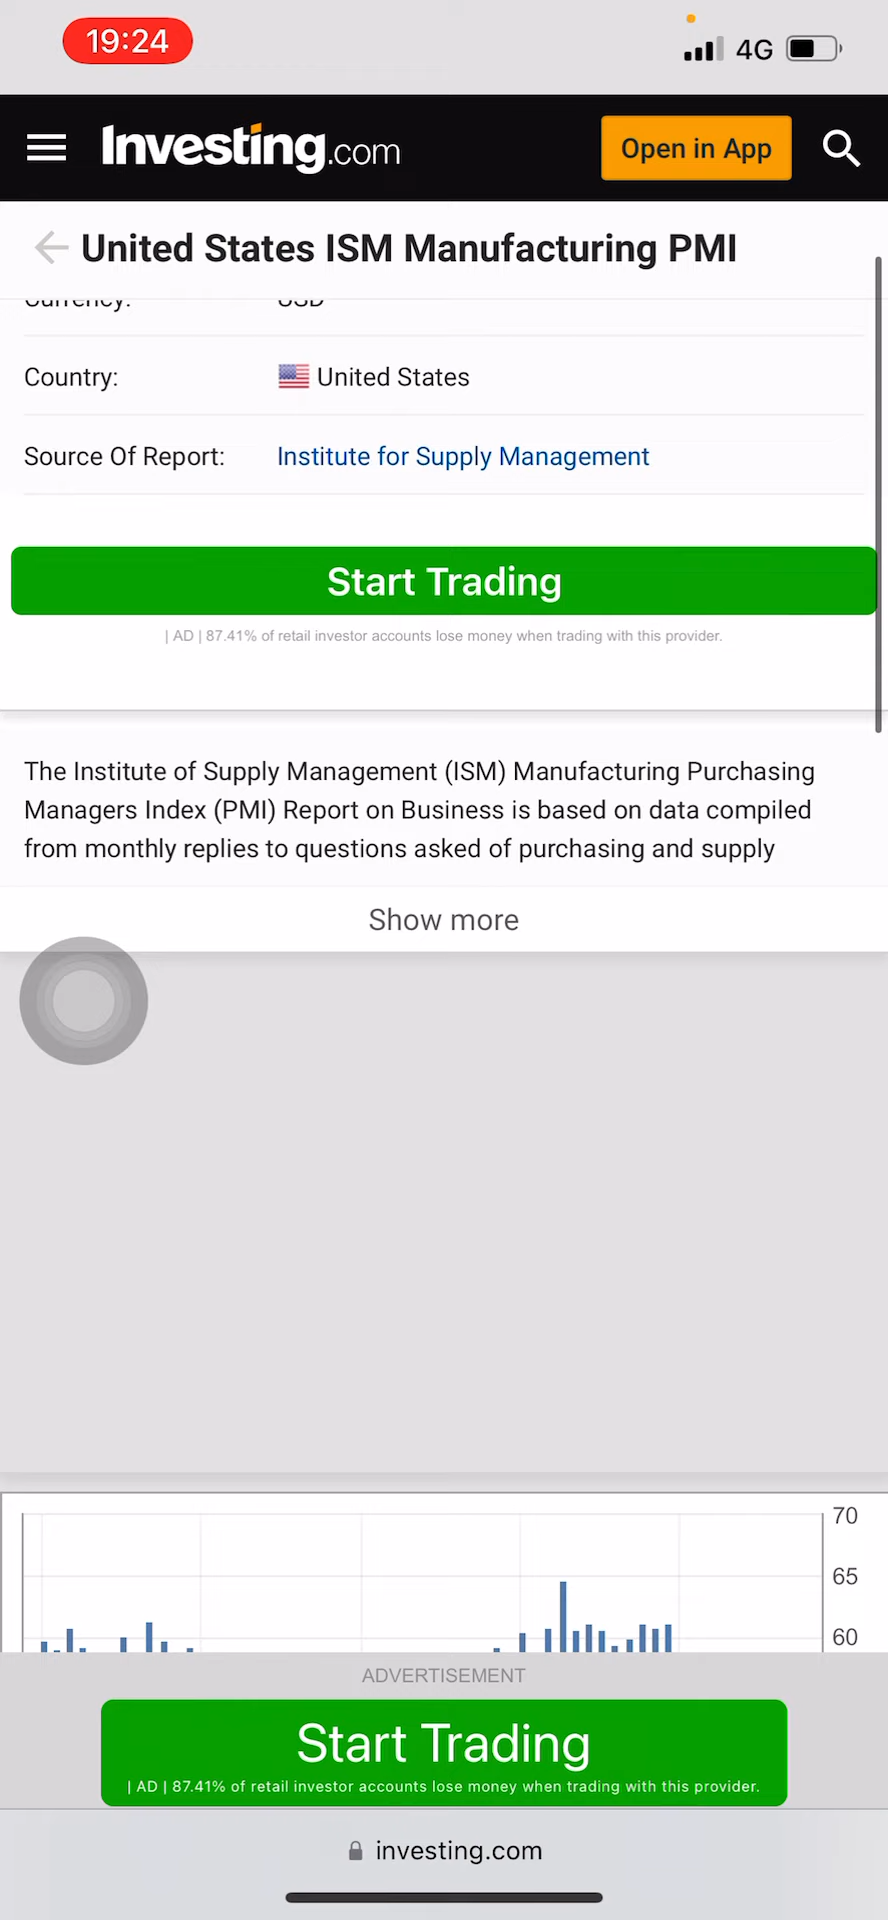 19:24
4G
Investing.com
Open in App
United States ISM Manufacturing PMI
Currency:
USD
Country:
United States
Source Of Report:
Institute for Supply Management
Start Trading
| AD | 87.41% of retail investor accounts lose money when trading with this provider.
The Institute of Supply Management (ISM) Manufacturing Purchasing
Managers Index (PMI) Report on Business is based on data compiled
from monthly replies to questions asked of purchasing and supply
Show more
70
65
60
ADVERTISEMENT
Start Trading
| AD | 87.41% of retail investor accounts lose money when trading with this provider.
investing.com